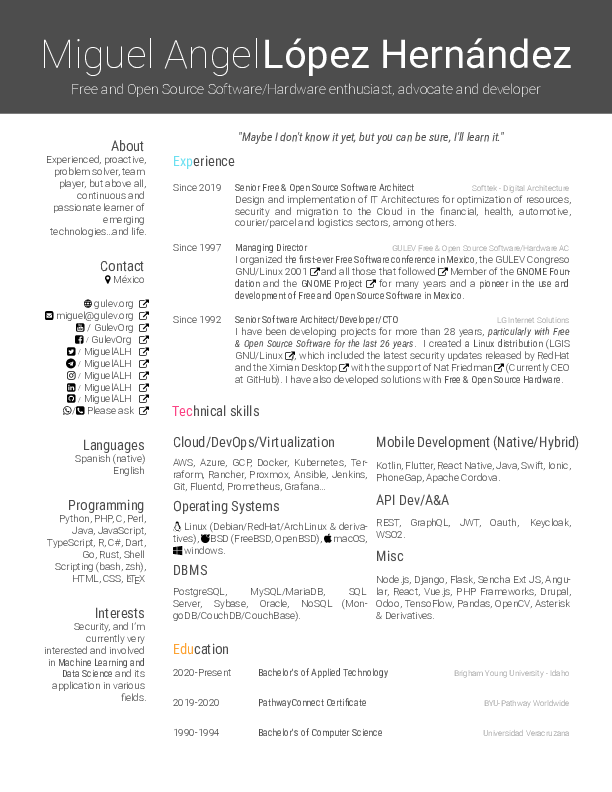 Miguel Angel López Hernández
Free and Open Source Software/Hardware enthusiast, advocate and developer
About
Experienced, proactive,
problem solver, team
player, but above all,
continuous and
passionate learner of
emerging
technologies...and life.
Contact
México
gulev.org
miguel@gulev.org
/ GulevOrg
/ GulevOrg
/ MiguelALH
/ MiguelALH
/ MiguelALH
/ MiguelALH
/ MiguelALH
/ Please ask
Languages
Spanish (native)
English
Programming
Python, PHP, C, Perl,
Java, JavaScript,
TypeScript, R, C#, Dart,
Go, Rust, Shell
Scripting (bash, zsh),
HTML, CSS, LaTeX
Interests
Security, and I'm
currently very
interested and involved
in Machine Learning and
Data Science and its
application in various
fields.
"Maybe I don't know it yet, but you can be sure, I'll learn it."
Experience
Since 2019 Senior Free & Open Source Software Architect Softtek - Digital Architecture
Design and implementation of IT Architectures for optimization of resources,
security and migration to the Cloud in the financial, health, automotive,
courier/parcel and logistics sectors, among others.
Since 1997 Managing Director GULEV Free & Open Source Software/Hardware AC
I organized the first-ever Free Software conference in Mexico, the GULEV Congreso
GNU/Linux 2001 and all those that followed Member of the GNOME Foun-
dation and the GNOME Project for many years and a pioneer in the use and
development of Free and Open Source Software in Mexico.
Since 1992 Senior Software Architect/Developer/CTO LG Internet Solutions
I have been developing projects for more than 28 years, particularly with Free
& Open Source Software for the last 26 years. I created a Linux distribution (LGIS
GNU/Linux , which included the latest security updates released by RedHat
and the Ximian Desktop with the support of Nat Friedman (Currently CEO
at GitHub). I have also developed solutions with Free & Open Source Hardware.
Technical skills
Cloud/DevOps/Virtualization
AWS, Azure, GCP, Docker, Kubernetes, Ter-
raform, Rancher, Proxmox, Ansible, Jenkins,
Git, Fluentd, Prometheus, Grafana...
Operating Systems
Linux (Debian/RedHat/ArchLinux & deriva-
tives), BSD (FreeBSD, OpenBSD), macOS,
windows.
DBMS
PostgreSQL, MySQL/MariaDB, SQL
Server, Sybase, Oracle, NoSQL (Mon-
goDB/CouchDB/CouchBase).
Mobile Development (Native/Hybrid)
Kotlin, Flutter, React Native, Java, Swift, Ionic,
PhoneGap, Apache Cordova.
API Dev/A&A
REST, GraphQL, JWT, Oauth, Keycloak,
WSO2.
Misc
Node.js, Django, Flask, Sencha Ext JS, Angu-
lar, React, Vue.js, PHP Frameworks, Drupal,
Odoo, TensorFlow, Pandas, OpenCV, Asterisk
& Derivatives.
Education
2020-Present Bachelor's of Applied Technology Brigham Young University - Idaho
2019-2020 PathwayConnect Certificate BYU-Pathway Worldwide
1990-1994 Bachelor's of Computer Science Universidad Veracruzana